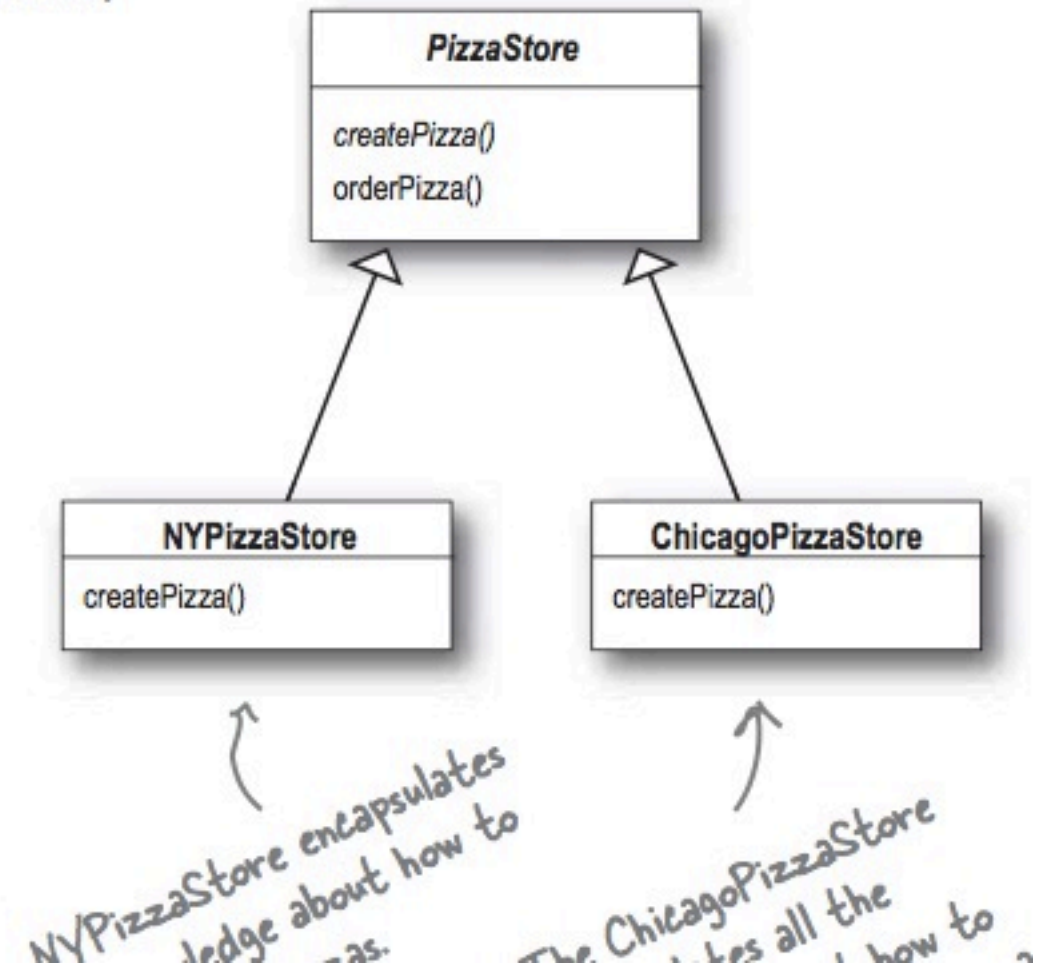 PizzaStore
createPizza()
orderPizza()
NYPizzaStore
createPizza()
ChicagoPizzaStore
createPizza()
NYPizzaStore encapsulates
about how to
The ChicagoPizzaStore
all the
how to